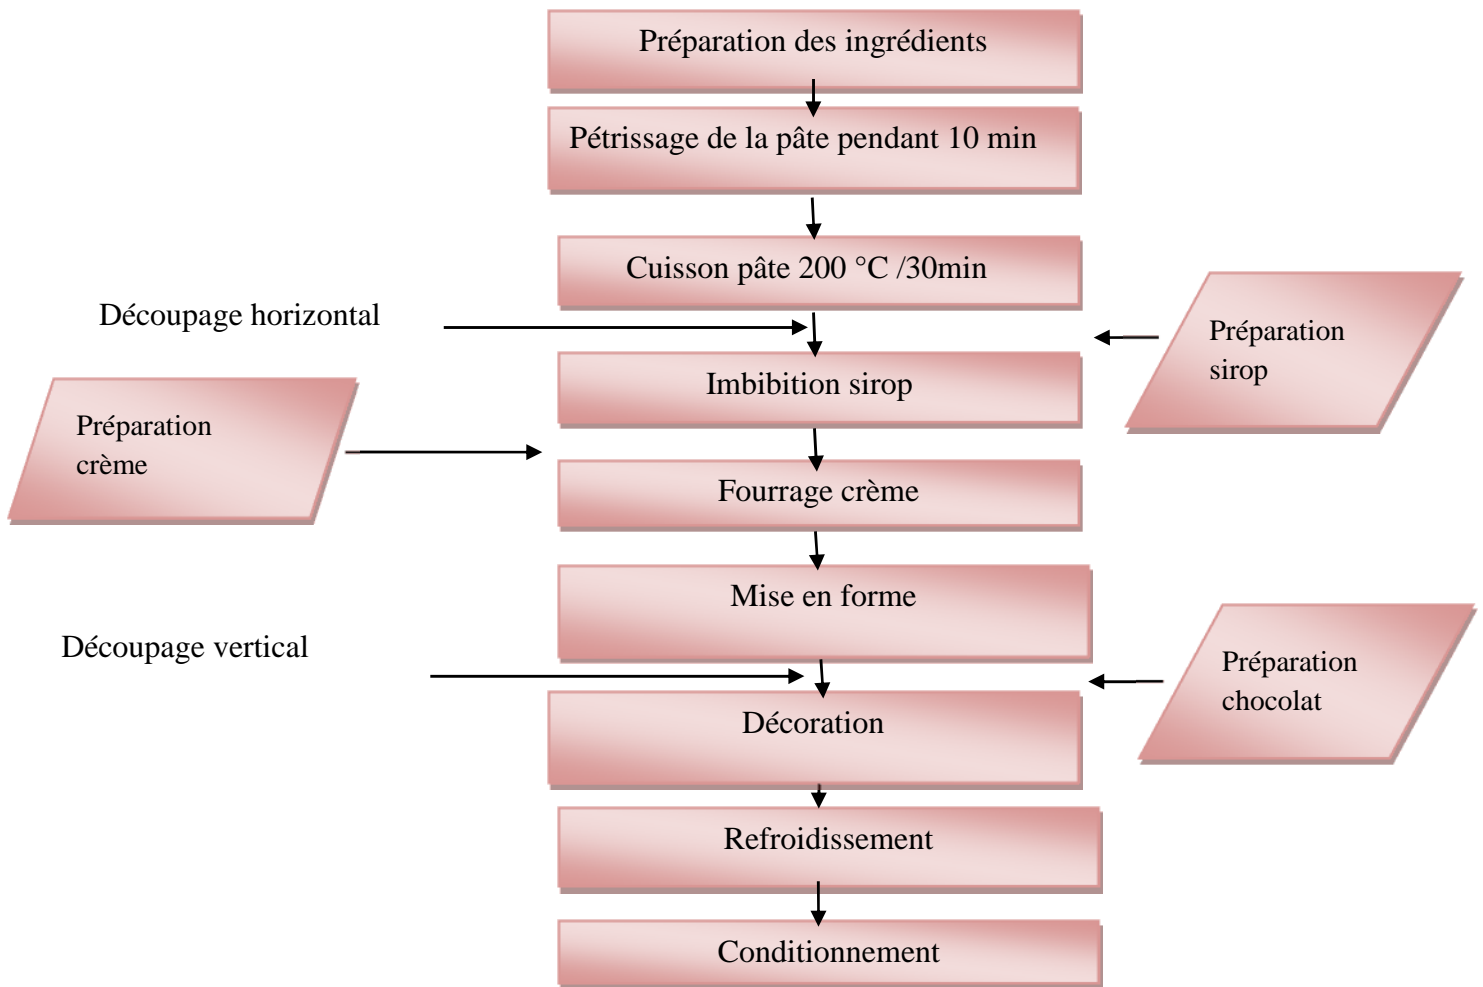 Préparation des ingrédients
Pétrissage de la pâte pendant 10 min
Cuisson pâte 200 °C /30min
Découpage horizontal
Préparation
sirop
Imbibition sirop
Préparation
crème
Fourrage crème
Mise en forme
Découpage vertical
Préparation
chocolat
Décoration
Refroidissement
Conditionnement